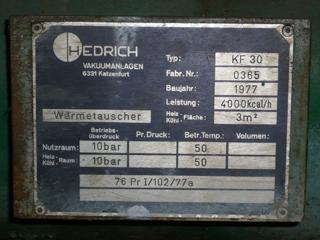 HEDRICH
VAKUUMANLAGEN
6331 Katzenfurt
Typ: KF 30
Fabr. Nr.: 0365
Baujahr: 1977
Leistung: 4000kcal/h
Heiz- Kühl- Fläche: 3m²
Wärmetauscher
Betriebs- überdruck Pr. Druck: Betr. Temp.: Volumen:
Nutzraum: 10bar 50
Heiz- Kühl- Raum: 10bar 50
76 Pr I/102/77a